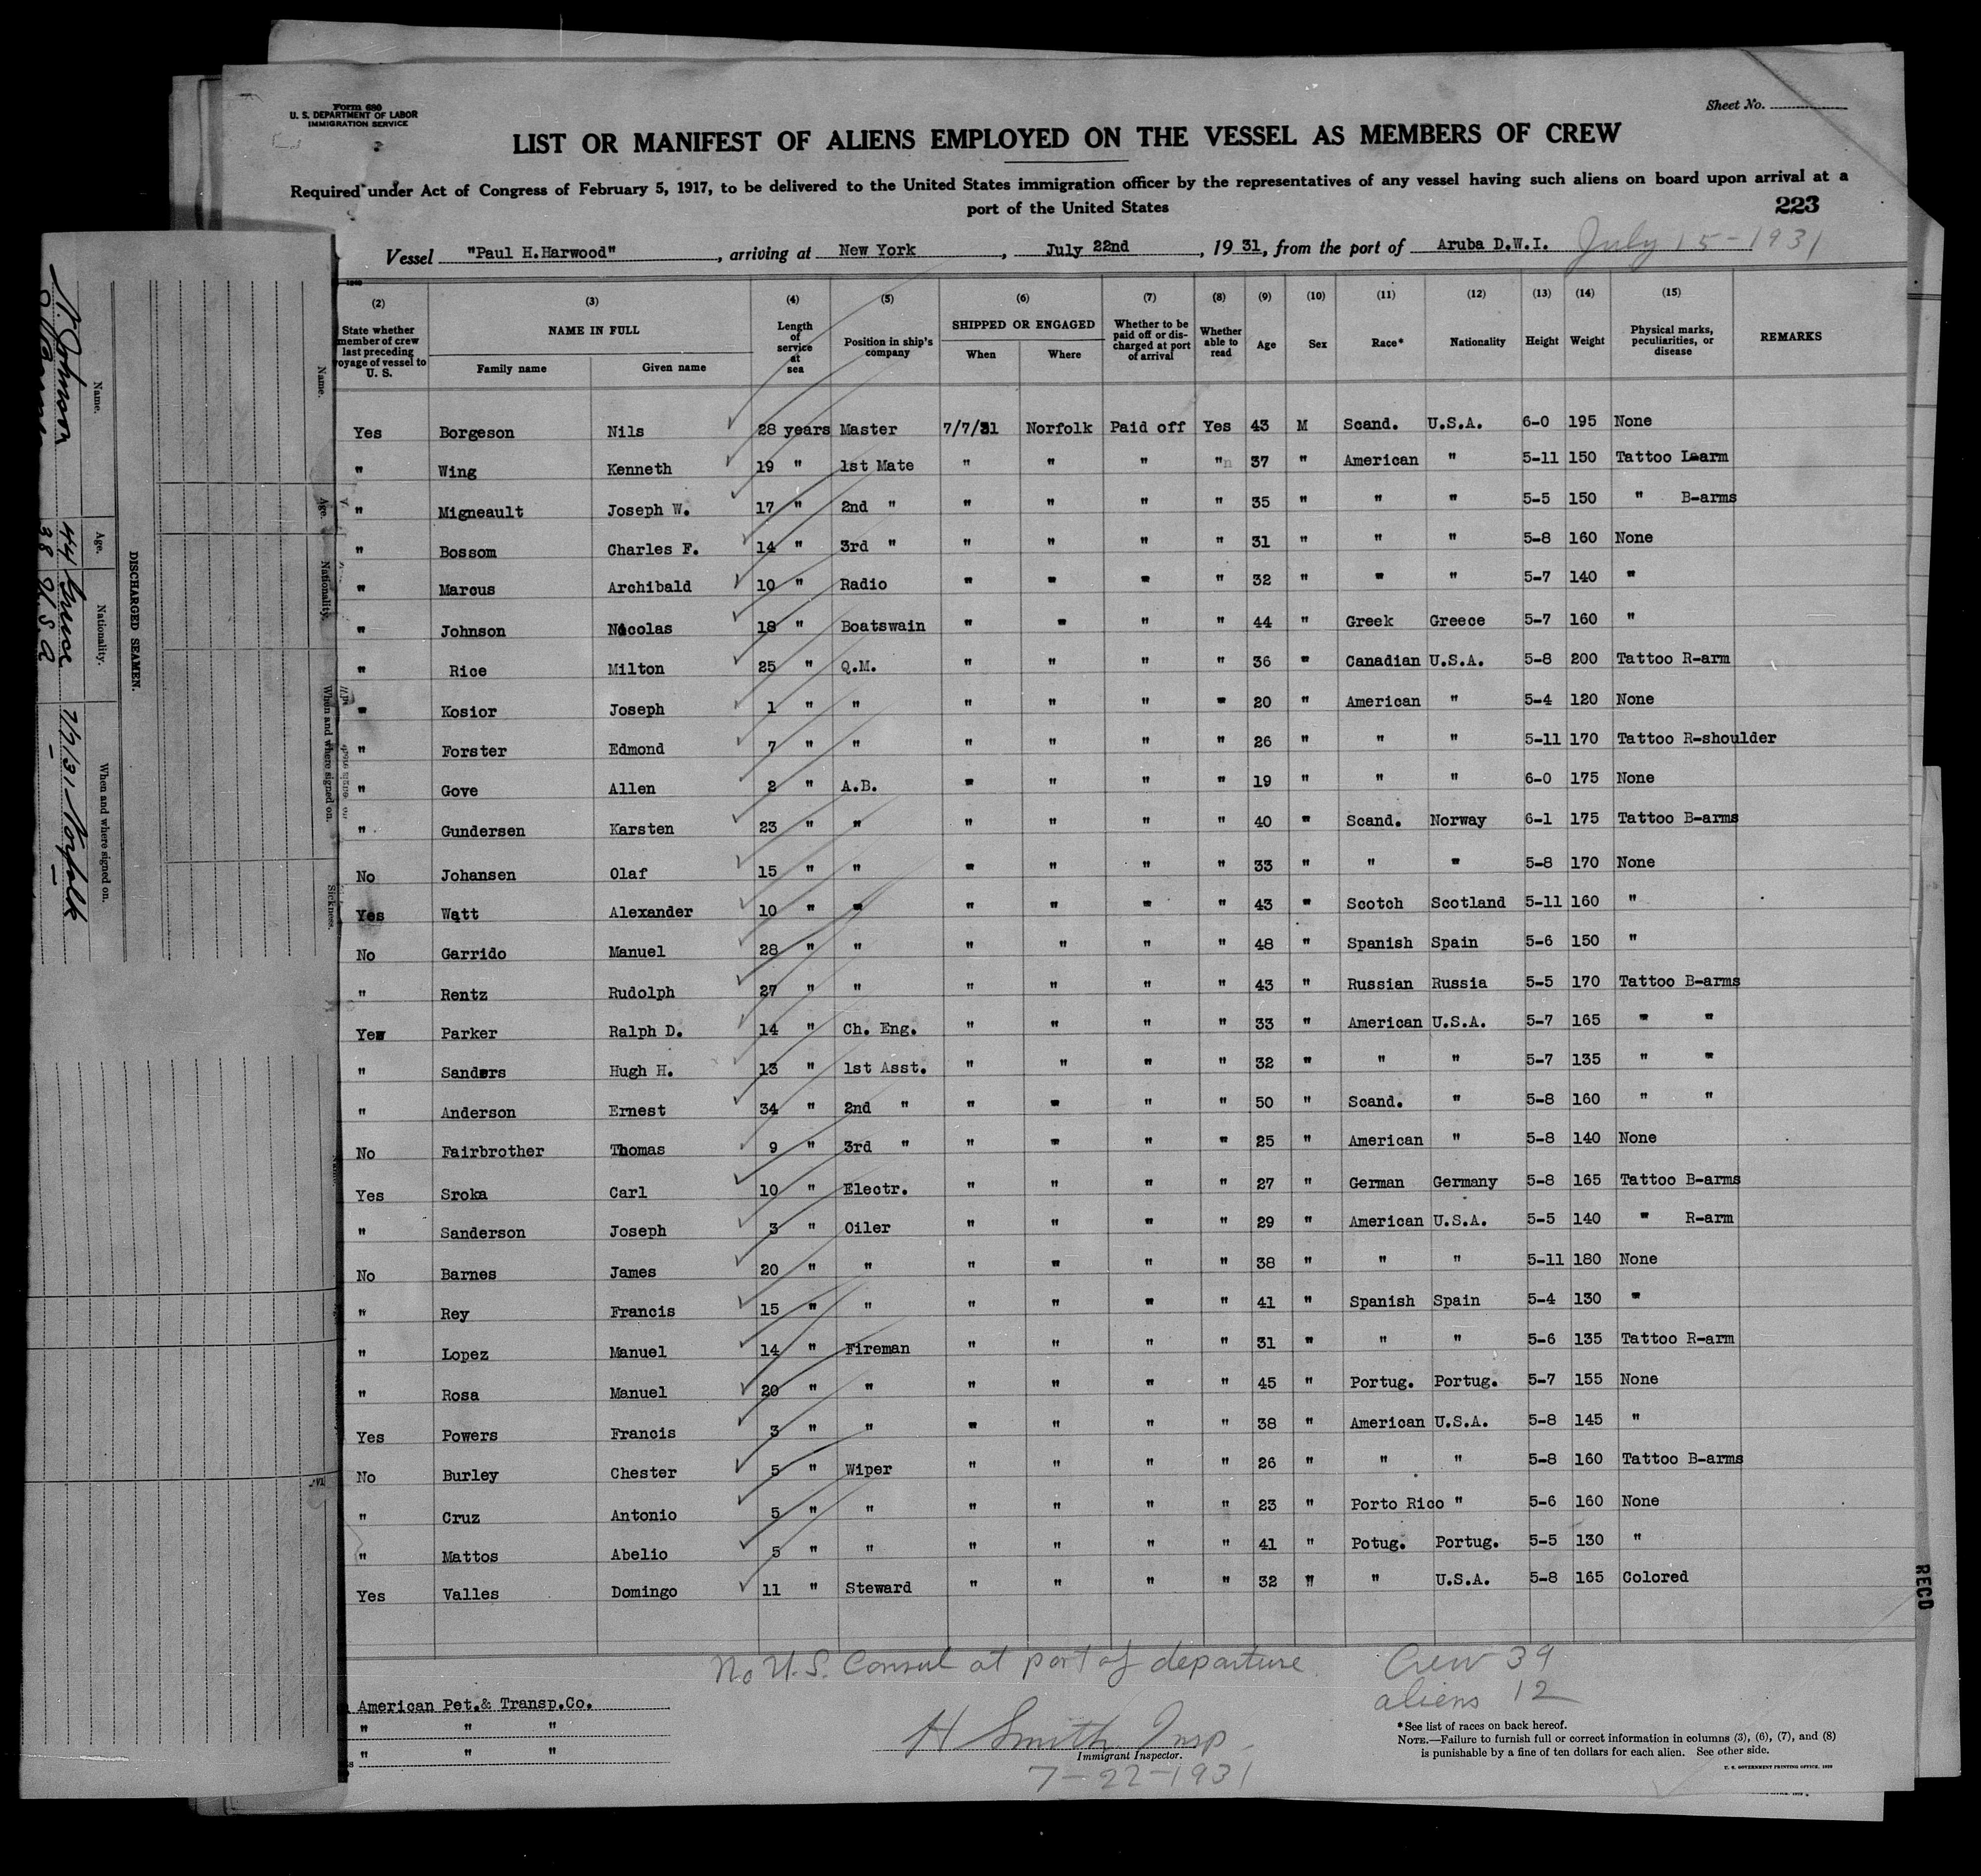 Form 680
U. S. DEPARTMENT OF LABOR
IMMIGRATION SERVICE
Sheet No.
LIST OR MANIFEST OF ALIENS EMPLOYED ON THE VESSEL AS MEMBERS OF CREW
Required under Act of Congress of February 5, 1917, to be delivered to the United States immigration officer by the representatives of any vessel having such aliens on board upon arrival at a
port of the United States
223
Vessel "Paul H.Harwood", arriving at New York, July 22nd, 1931, from the port of Aruba D.W.I. July 15-1931
(2) (3) (4) (5) (6) (7) (8) (9) (10) (11) (12) (13) (14) (15)
State whether member of crew last preceding voyage of vessel to U. S. NAME IN FULL Family name Given name Length of service at sea Position in ship's company SHIPPED OR ENGAGED When Where Whether to be paid off or discharged at port of arrival Whether able to read Age Sex Race* Nationality Height Weight Physical marks, peculiarities, or disease REMARKS
Yes Borgeson Nils 28 years Master 7/7/31 Norfolk Paid off Yes 43 M Scand. U.S.A. 6-0 195 None
" Wing Kenneth 19 " 1st Mate " " " " 37 " American " 5-11 150 Tattoo L-arm
" Migneault Joseph W. 17 " 2nd " " " " " 35 " " " 5-5 150 " B-arms
" Bossom Charles F. 14 " 3rd " " " " " 31 " " " 5-8 160 None
" Marcus Archibald 10 " Radio " " " " 32 " " " 5-7 140 "
" Johnson Nicolas 18 " Boatswain " " " " 44 " Greek Greece 5-7 160 "
" Rice Milton 25 " Q.M. " " " " 36 " Canadian U.S.A. 5-8 200 Tattoo R-arm
" Kosior Joseph 1 " " " " " " 20 " American " 5-4 120 None
" Forster Edmond 7 " " " " " " 26 " " " 5-11 170 Tattoo R-shoulder
" Gove Allen 2 " A.B. " " " " 19 " " " 6-0 175 None
" Gundersen Karsten 23 " " " " " " 40 " Scand. Norway 6-1 175 Tattoo B-arms
No Johansen Olaf 15 " " " " " " 33 " " " 5-8 170 None
Yes Watt Alexander 10 " " " " " " 43 " Scotch Scotland 5-11 160 "
No Garrido Manuel 28 " " " " " " 48 " Spanish Spain 5-6 150 "
" Rentz Rudolph 27 " " " " " " 43 " Russian Russia 5-5 170 Tattoo B-arms
Yes Parker Ralph D. 14 " Ch. Eng. " " " " 33 " American U.S.A. 5-7 165 " "
" Sanders Hugh H. 13 " 1st Asst. " " " " 32 " " " 5-7 135 " "
" Anderson Ernest 34 " 2nd " " " " " 50 " Scand. " 5-8 160 " "
No Fairbrother Thomas 9 " 3rd " " " " " 25 " American " 5-8 140 None
Yes Sroka Carl 10 " Electr. " " " " 27 " German Germany 5-8 165 Tattoo B-arms
" Sanderson Joseph 3 " Oiler " " " " 29 " American U.S.A. 5-5 140 " R-arm
No Barnes James 20 " " " " " " 38 " " " 5-11 180 None
" Rey Francis 15 " " " " " " 41 " Spanish Spain 5-4 130 "
" Lopez Manuel 14 " Fireman " " " " 31 " " " 5-6 135 Tattoo R-arm
" Rosa Manuel 20 " " " " " " 45 " Portug. Portug. 5-7 155 None
Yes Powers Francis 3 " " " " " " 38 " American U.S.A. 5-8 145 "
No Burley Chester 5 " Wiper " " " " 26 " " " 5-8 160 Tattoo B-arms
" Cruz Antonio 5 " " " " " " 23 " Porto Rico " 5-6 160 None
" Mattos Abelio 5 " " " " " " 41 " Potug. Portug. 5-5 130 "
Yes Valles Domingo 11 " Steward " " " " 32 " " U.S.A. 5-8 165 Colored
No U.S. Consul at port of departure
Crew 39
aliens 12
American Pet.& Transp.Co.
" " "
" " "
H Smith Insp
Immigrant Inspector.
7-22-1931
*See list of races on back hereof.
NOTE.—Failure to furnish full or correct information in columns (3), (6), (7), and (8)
is punishable by a fine of ten dollars for each alien. See other side.
U. S. GOVERNMENT PRINTING OFFICE, 1929
RECD
DISCHARGED SEAMEN.
Name. Age. Nationality. When and where signed on.
N. Johnson 44 Greece 7/7/31 Norfolk
38 U.S.A
Name. Age. Nationality. When and where signed on. Sickness.